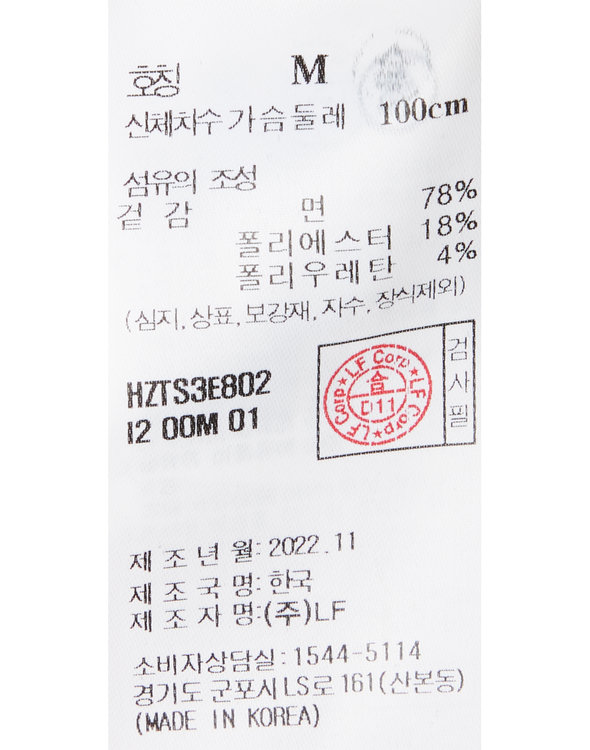 호칭 M
신체치수 가슴둘레 100cm
섬유의 조성
겉 감 면 78%
폴리에스터 18%
폴리우레탄 4%
(심지, 상표, 보강재, 자수, 장식제외)
HZTS3E802
I2 00M 01
LF Corp ★ LF Corp ★ LF Corp ★
合
D11
검사필
제 조 년 월: 2022.11
제 조 국 명: 한국
제 조 자 명:(주)LF
소비자상담실: 1544-5114
경기도 군포시 LS로 161(산본동)
(MADE IN KOREA)